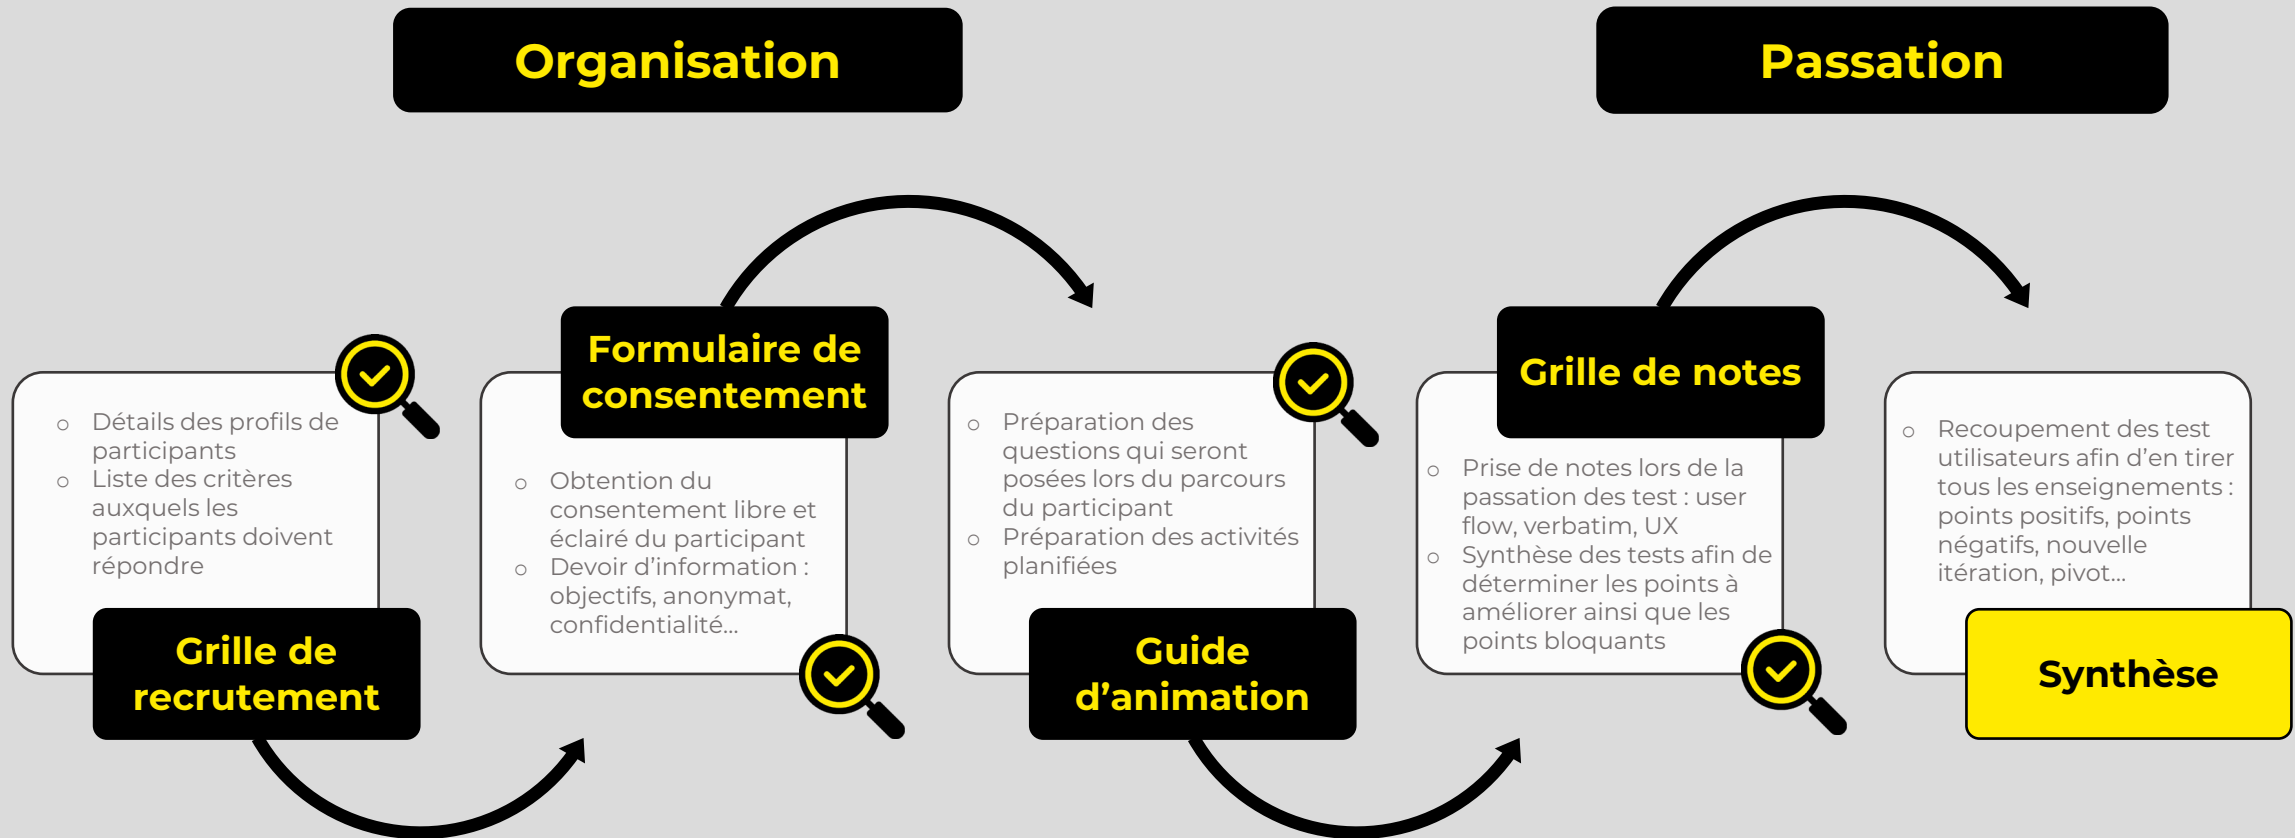 Organisation
Passation
○ Détails des profils de
participants
○ Liste des critères
auxquels les
participants doivent
répondre
Grille de
recrutement
Formulaire de
consentement
○ Obtention du
consentement libre et
éclairé du participant
○ Devoir d’information :
objectifs, anonymat,
confidentialité…
○ Préparation des
questions qui seront
posées lors du parcours
du participant
○ Préparation des activités
planifiées
Guide
d’animation
Grille de notes
○ Prise de notes lors de la
passation des test : user
flow, verbatim, UX
○ Synthèse des tests afin de
déterminer les points à
améliorer ainsi que les
points bloquants
○ Recoupement des test
utilisateurs afin d’en tirer
tous les enseignements :
points positifs, points
négatifs, nouvelle
itération, pivot…
Synthèse